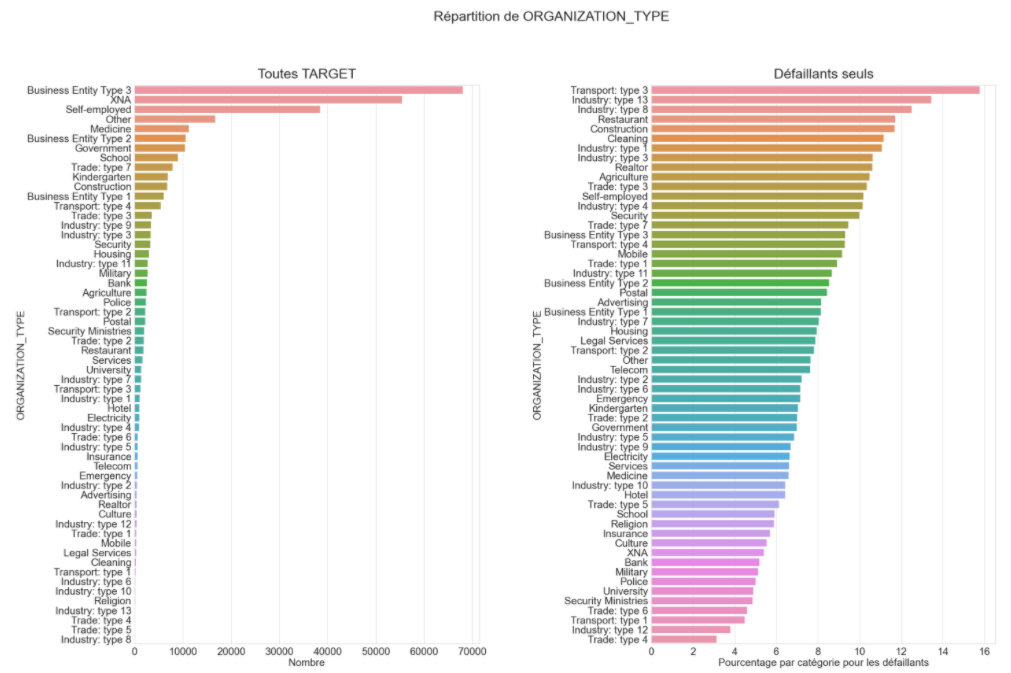 Répartition de ORGANIZATION_TYPE
Toutes TARGET
Business Entity Type 3
XNA
Self-employed
Other
Medicine
Business Entity Type 2
Government
School
Trade: type 7
Kindergarten
Construction
Business Entity Type 1
Transport: type 4
Trade: type 3
Industry: type 9
Industry: type 3
Security
Housing
Industry: type 11
Military
Bank
Agriculture
Police
Transport: type 2
Postal
Security Ministries
Trade: type 2
Restaurant
Services
University
Industry: type 7
Transport: type 3
Industry: type 1
Hotel
Electricity
Industry: type 4
Trade: type 6
Industry: type 5
Insurance
Telecom
Emergency
Industry: type 2
Advertising
Realtor
Culture
Industry: type 12
Trade: type 1
Mobile
Legal Services
Cleaning
Transport: type 1
Industry: type 6
Industry: type 10
Religion
Industry: type 13
Trade: type 4
Trade: type 5
Industry: type 8
ORGANIZATION_TYPE
0 10000 20000 30000 40000 50000 60000 70000
Nombre
Défaillants seuls
Transport: type 3
Industry: type 13
Industry: type 8
Restaurant
Construction
Cleaning
Industry: type 1
Industry: type 3
Realtor
Agriculture
Trade: type 3
Self-employed
Industry: type 4
Security
Trade: type 7
Business Entity Type 3
Transport: type 4
Mobile
Trade: type 1
Industry: type 11
Business Entity Type 2
Postal
Advertising
Business Entity Type 1
Industry: type 7
Housing
Legal Services
Transport: type 2
Other
Telecom
Industry: type 2
Industry: type 6
Emergency
Kindergarten
Trade: type 2
Government
Industry: type 5
Industry: type 9
Electricity
Services
Medicine
Industry: type 10
Hotel
Trade: type 5
School
Religion
Insurance
Culture
XNA
Bank
Military
Police
University
Security Ministries
Trade: type 6
Transport: type 1
Industry: type 12
Trade: type 4
ORGANIZATION_TYPE
0 2 4 6 8 10 12 14 16
Pourcentage par catégorie pour les défaillants